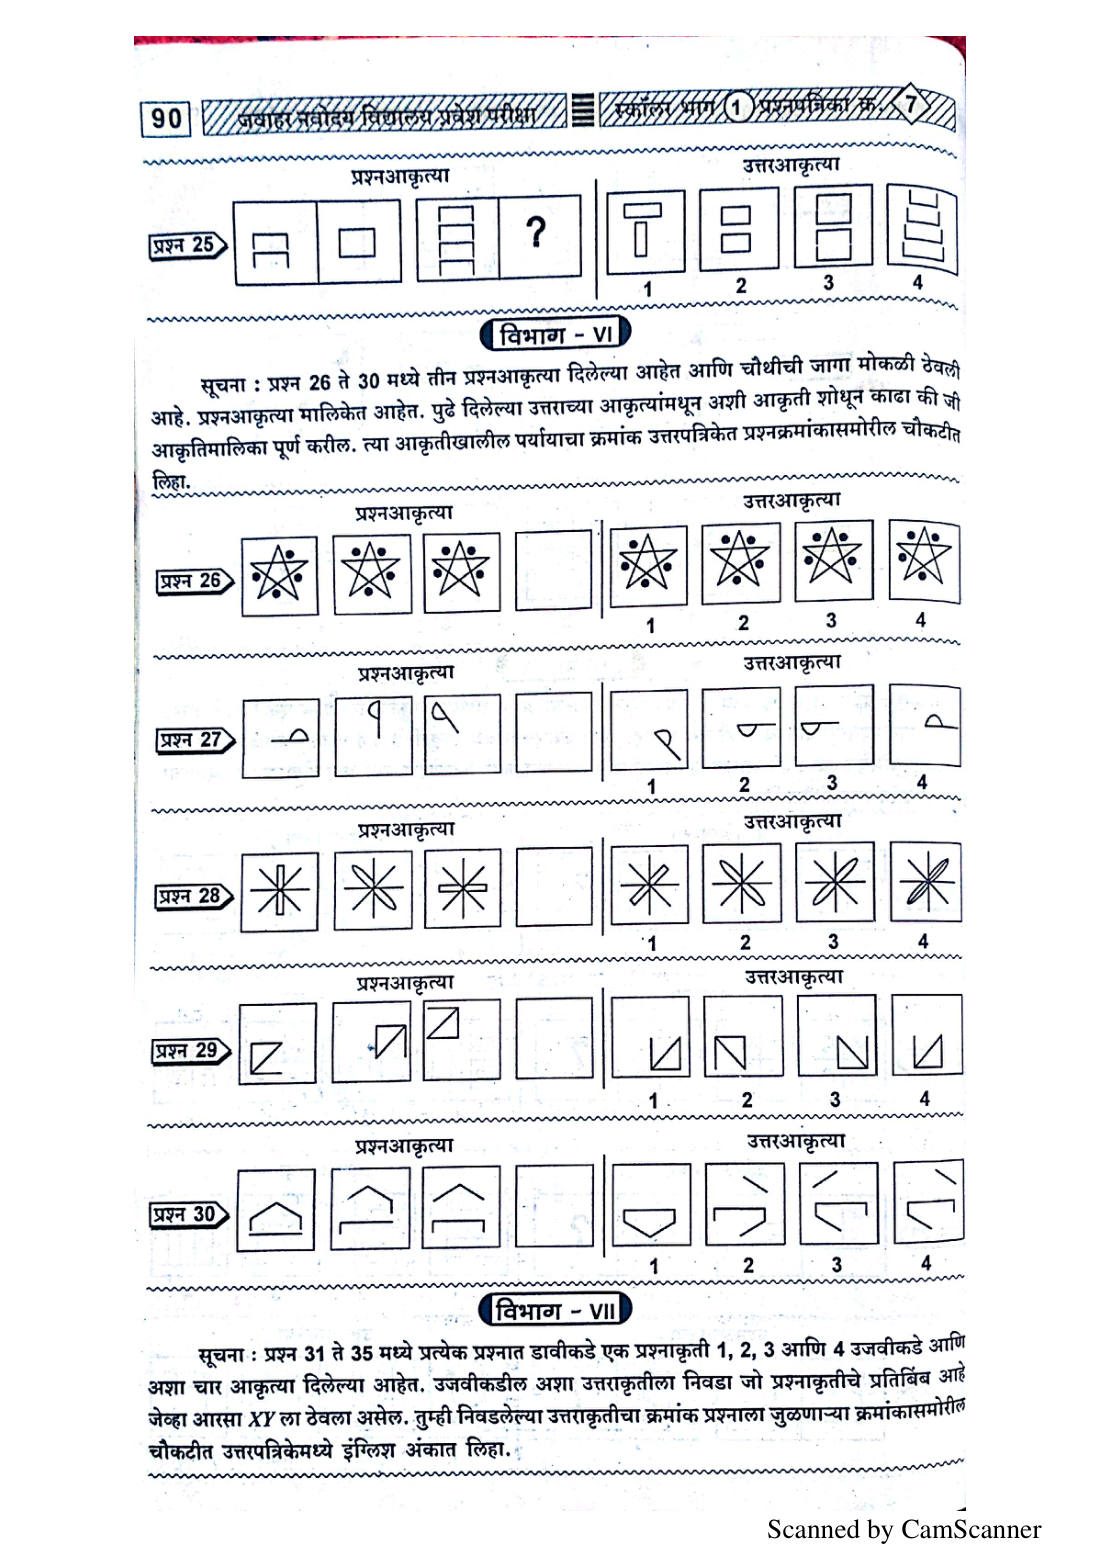 90 जवाहर नवोदय विद्यालय प्रवेश परीक्षा स्कॉलर भाग 1 प्रश्नपत्रिका क्र. 7
प्रश्नआकृत्या उत्तरआकृत्या
प्रश्न 25 ?
1 2 3 4
विभाग - VI
सूचना : प्रश्न 26 ते 30 मध्ये तीन प्रश्नआकृत्या दिलेल्या आहेत आणि चौथीची जागा मोकळी ठेवली
आहे. प्रश्नआकृत्या मालिकेत आहेत. पुढे दिलेल्या उत्तराच्या आकृत्यांमधून अशी आकृती शोधून काढा की जी
आकृतिमालिका पूर्ण करील. त्या आकृतीखालील पर्यायाचा क्रमांक उत्तरपत्रिकेत प्रश्नक्रमांकासमोरील चौकटीत
लिहा.
प्रश्नआकृत्या उत्तरआकृत्या
प्रश्न 26
1 2 3 4
प्रश्नआकृत्या उत्तरआकृत्या
प्रश्न 27
1 2 3 4
प्रश्नआकृत्या उत्तरआकृत्या
प्रश्न 28
1 2 3 4
प्रश्नआकृत्या उत्तरआकृत्या
प्रश्न 29
1 2 3 4
प्रश्नआकृत्या उत्तरआकृत्या
प्रश्न 30
1 2 3 4
विभाग - VII
सूचना : प्रश्न 31 ते 35 मध्ये प्रत्येक प्रश्नात डावीकडे एक प्रश्नाकृती 1, 2, 3 आणि 4 उजवीकडे आणि
अशा चार आकृत्या दिलेल्या आहेत. उजवीकडील अशा उत्तराकृतीला निवडा जो प्रश्नाकृतीचे प्रतिबिंब आहे
जेव्हा आरसा XY ला ठेवला असेल. तुम्ही निवडलेल्या उत्तराकृतीचा क्रमांक प्रश्नाला जुळणाऱ्या क्रमांकासमोरील
चौकटीत उत्तरपत्रिकेमध्ये इंग्लिश अंकात लिहा.
Scanned by CamScanner